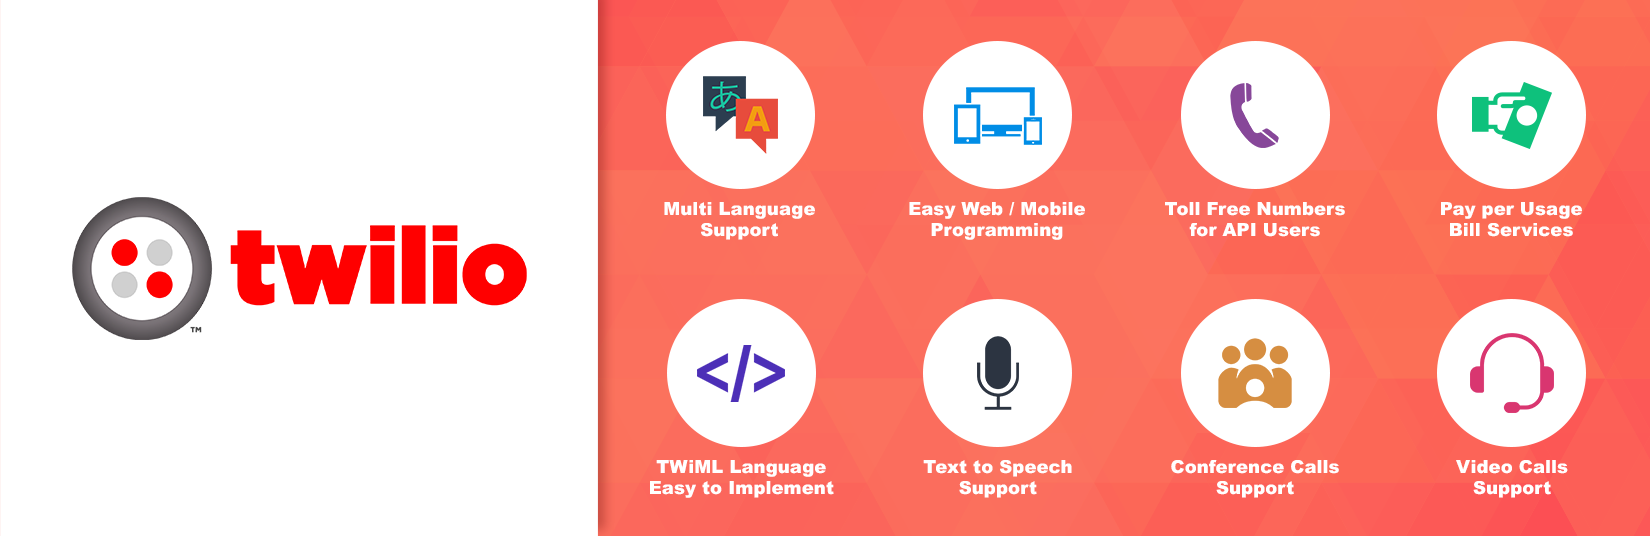 twilio
TM
あ
A
Multi Language
Support
Easy Web / Mobile
Programming
Toll Free Numbers
for API Users
Pay per Usage
Bill Services
</>
TWiML Language
Easy to Implement
Text to Speech
Support
Conference Calls
Support
Video Calls
Support